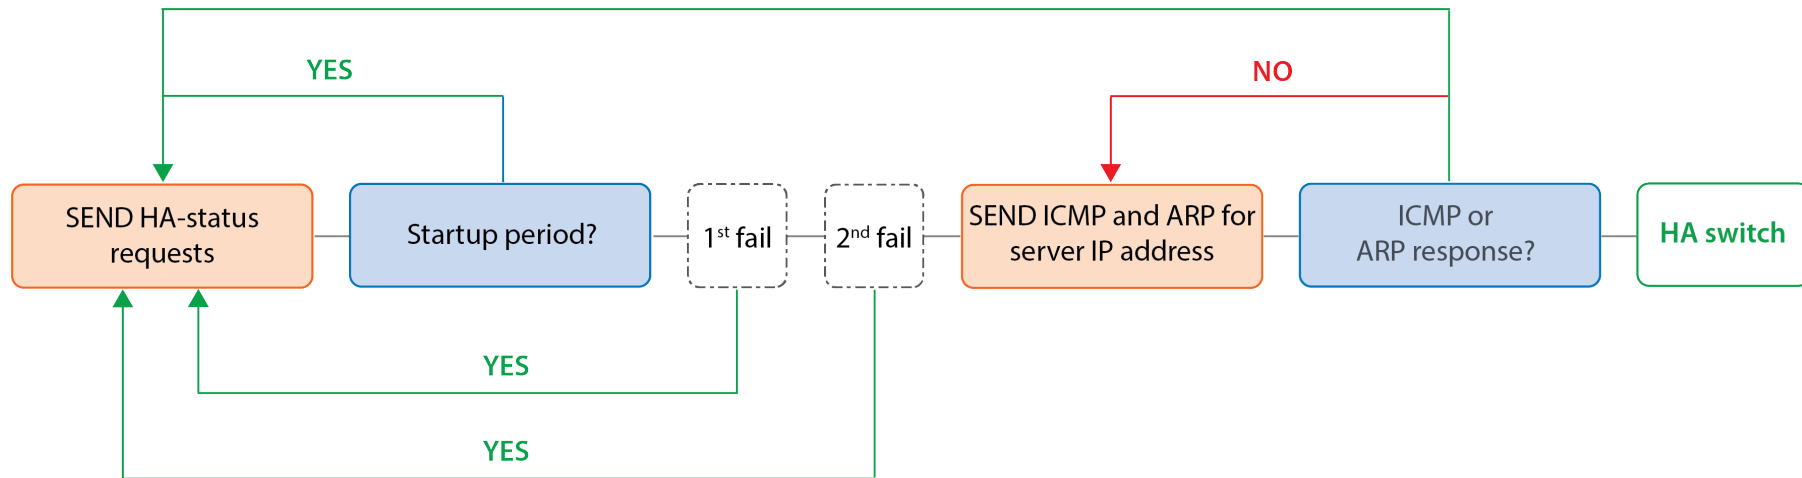 YES
NO
SEND HA-status
requests
Startup period?
1st fail
2nd fail
SEND ICMP and ARP for
server IP address
ICMP or
ARP response?
HA switch
YES
YES